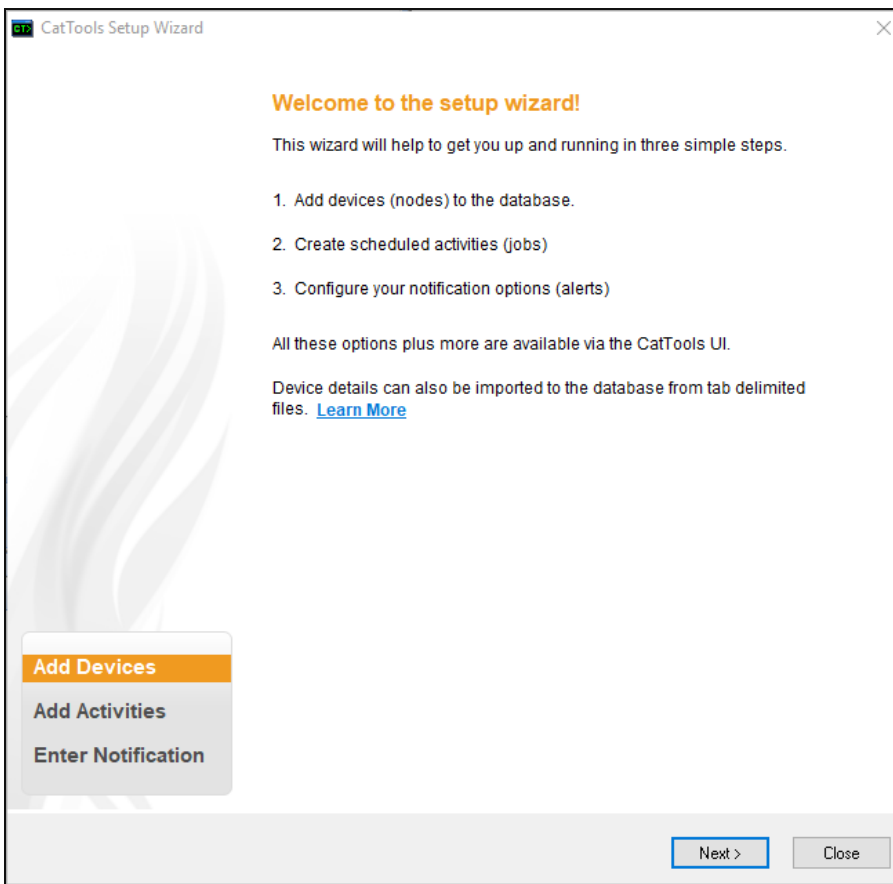 CatTools Setup Wizard
Welcome to the setup wizard!
This wizard will help to get you up and running in three simple steps.
1. Add devices (nodes) to the database.
2. Create scheduled activities (jobs)
3. Configure your notification options (alerts)
All these options plus more are available via the CatTools UI.
Device details can also be imported to the database from tab delimited
files. Learn More
Add Devices
Add Activities
Enter Notification
Next >
Close